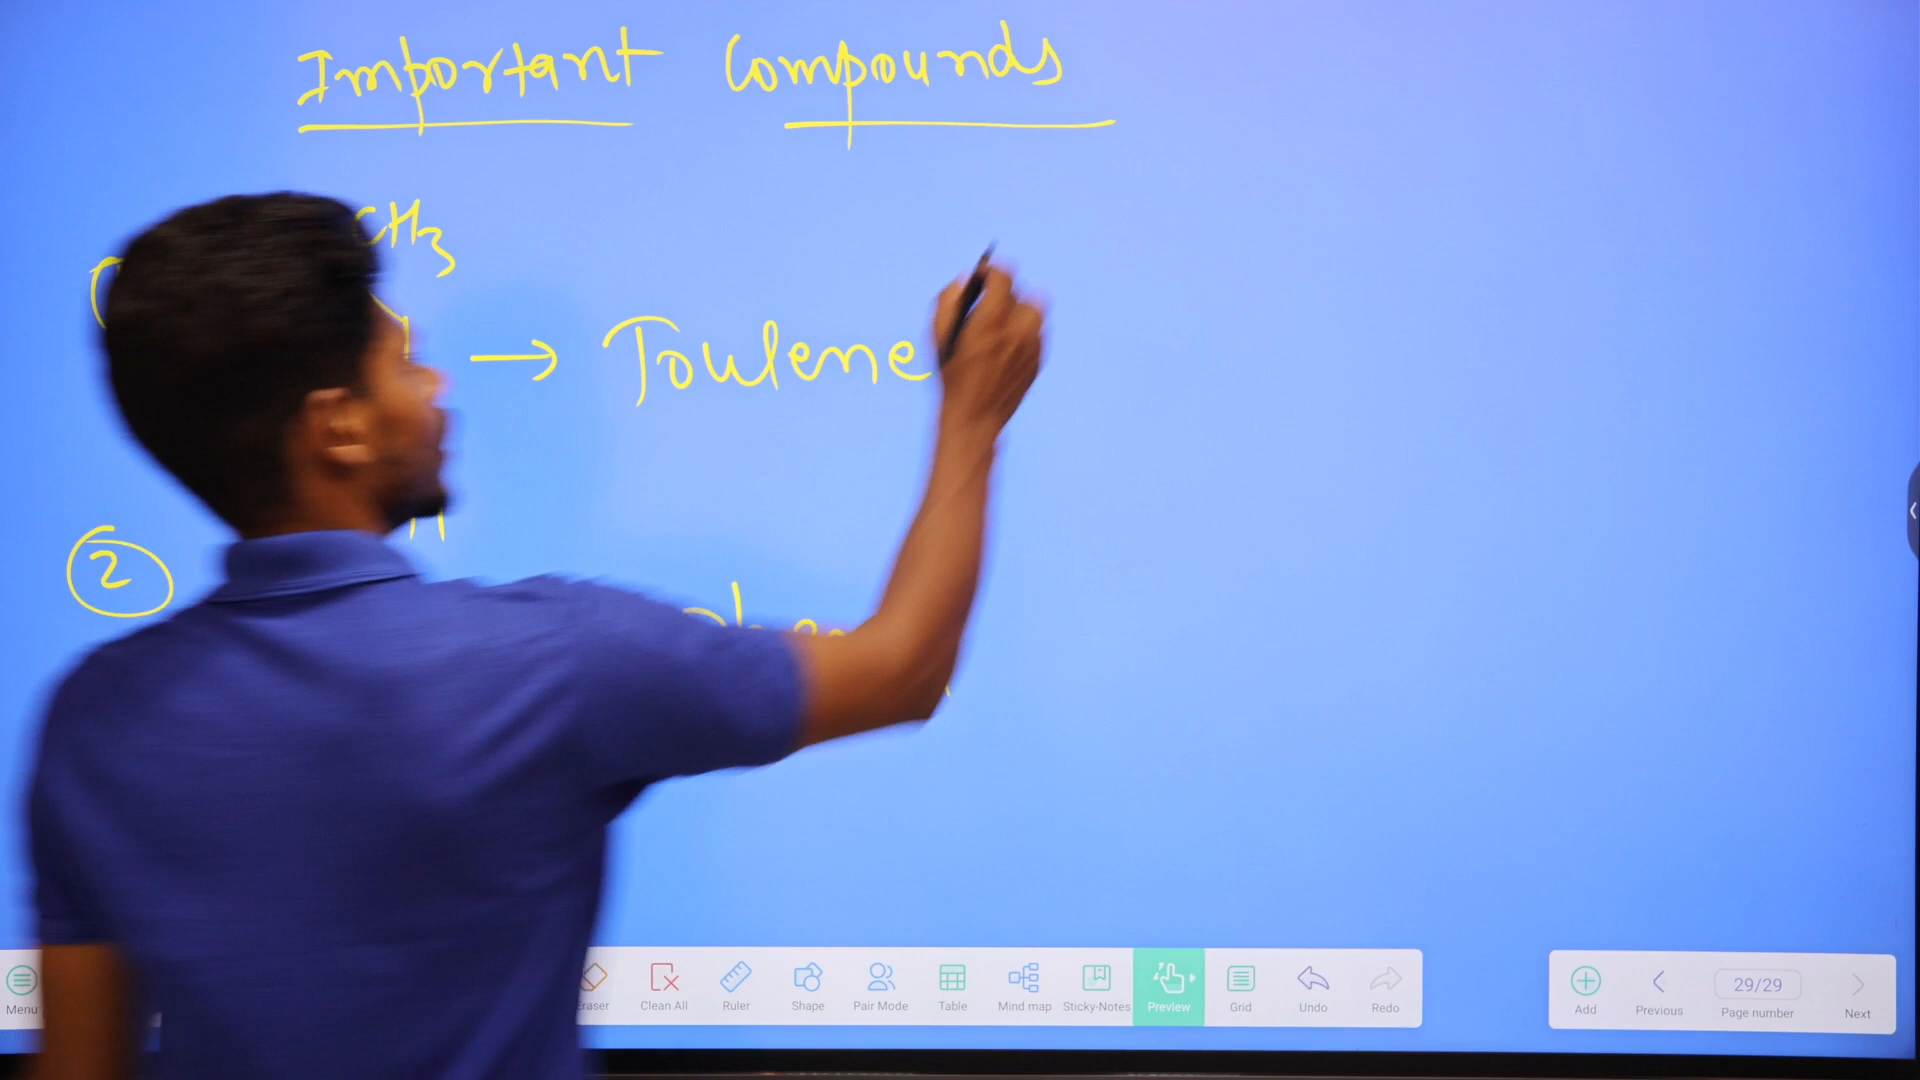 Important Compounds
CH3
→ Toulene
2
Menu Eraser Clean All Ruler Shape Pair Mode Table Mind map Sticky-Notes Preview Grid Undo Redo Add Previous 29/29 Page number Next